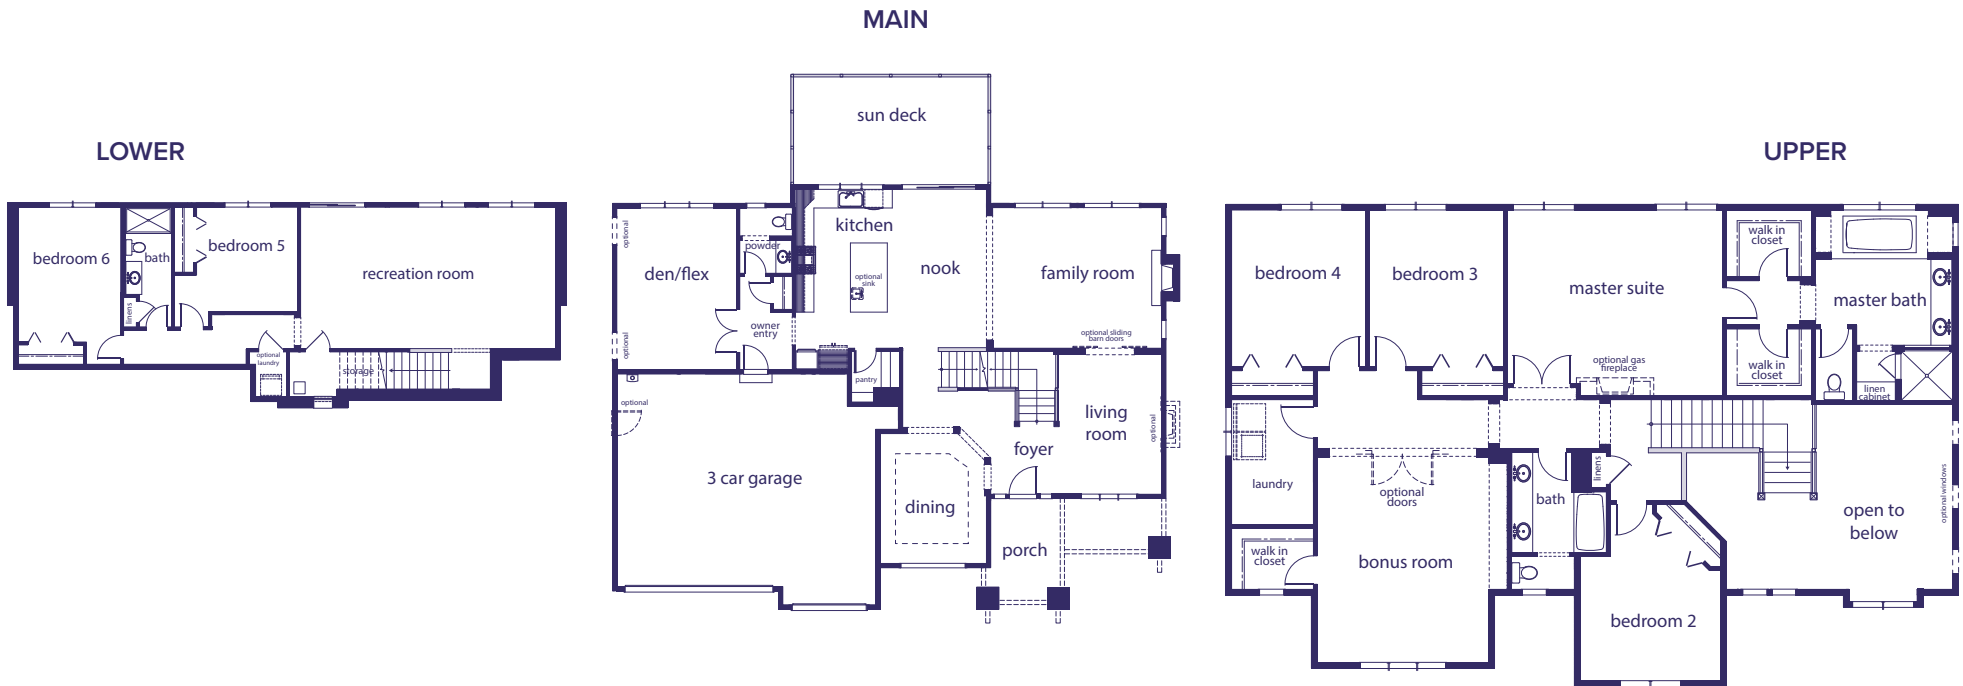 MAIN
LOWER
UPPER
bedroom 6
bath
linens
bedroom 5
recreation room
optional
laundry
storage
sun deck
optional
optional
den/flex
powder
kitchen
optional
sink
nook
family room
owner
entry
optional sliding
barn doors
pantry
optional
3 car garage
dining
foyer
living
room
optional
porch
bedroom 4
bedroom 3
master suite
optional gas
fireplace
walk in
closet
walk in
closet
master bath
linen
cabinet
laundry
walk in
closet
optional
doors
bonus room
bath
linens
bedroom 2
open to
below
optional windows